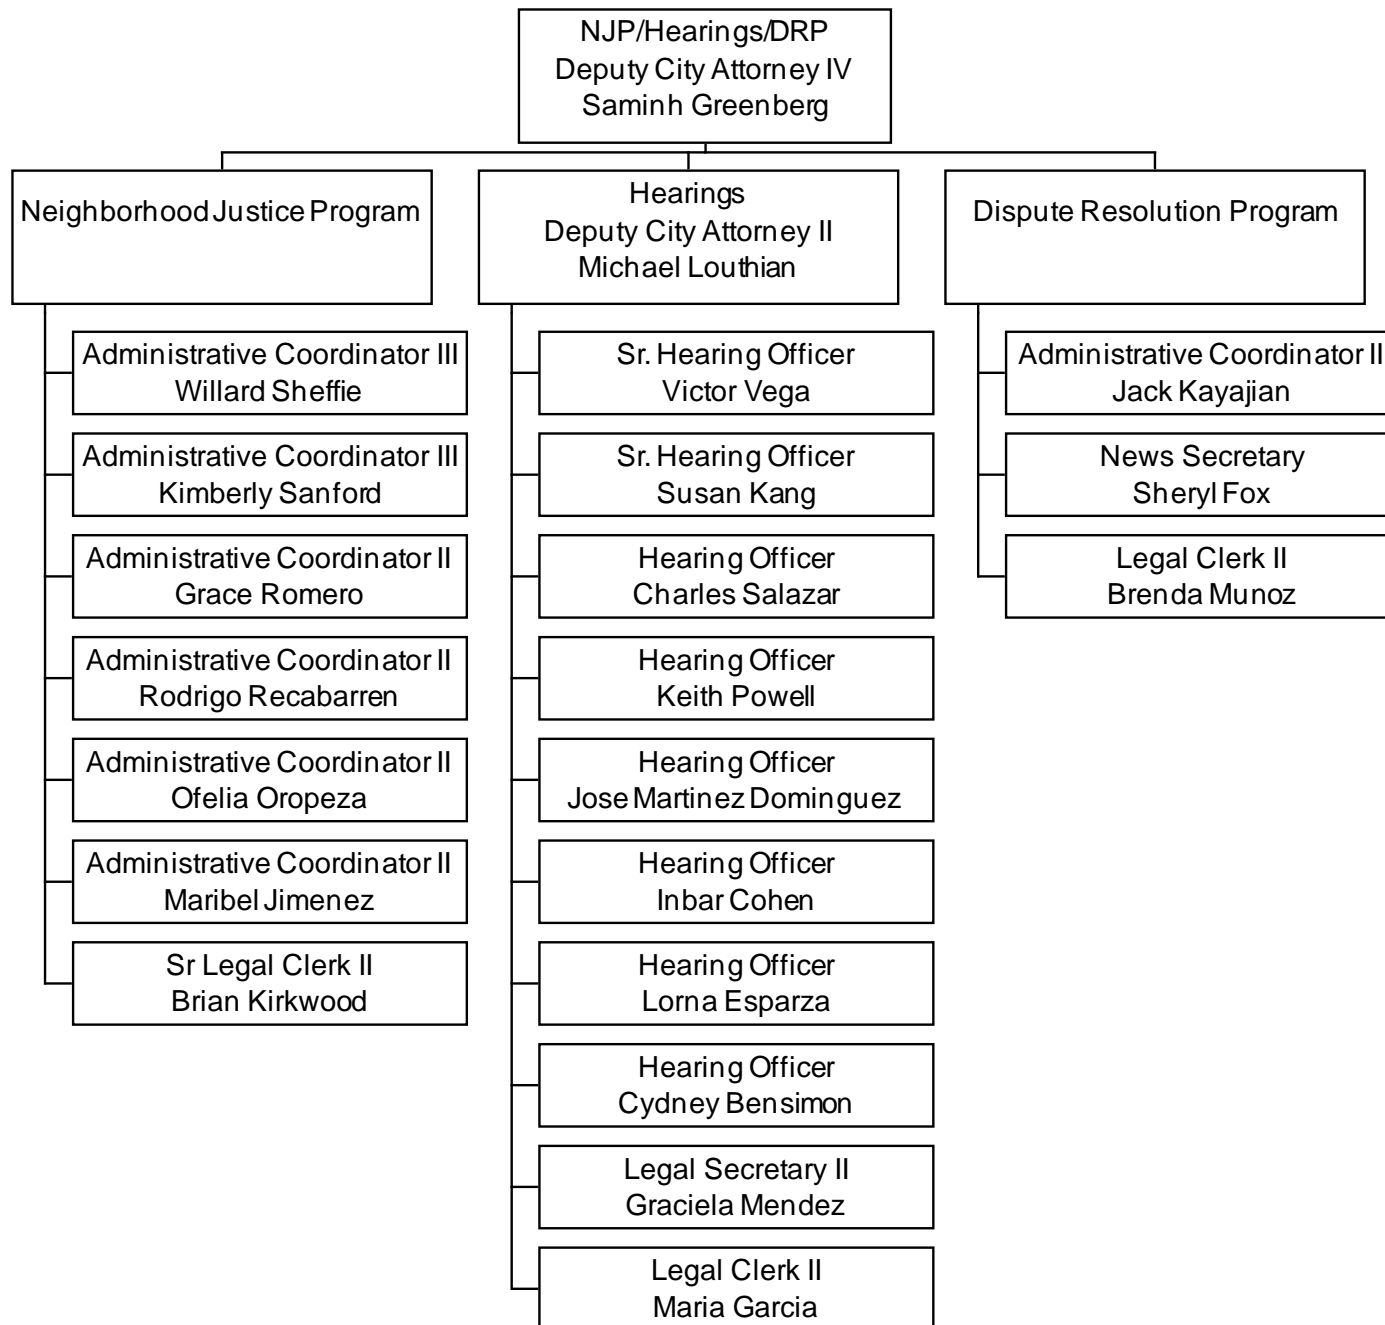 NJP/Hearings/DRP
Deputy City Attorney IV
Saminh Greenberg
Neighborhood Justice Program
Hearings
Deputy City Attorney II
Michael Louthian
Dispute Resolution Program
Administrative Coordinator III
Willard Sheffie
Administrative Coordinator III
Kimberly Sanford
Administrative Coordinator II
Grace Romero
Administrative Coordinator II
Rodrigo Recabarren
Administrative Coordinator II
Ofelia Oropeza
Administrative Coordinator II
Maribel Jimenez
Sr Legal Clerk II
Brian Kirkwood
Sr. Hearing Officer
Victor Vega
Sr. Hearing Officer
Susan Kang
Hearing Officer
Charles Salazar
Hearing Officer
Keith Powell
Hearing Officer
Jose Martinez Dominguez
Hearing Officer
Inbar Cohen
Hearing Officer
Lorna Esparza
Hearing Officer
Cydney Bensimon
Legal Secretary II
Graciela Mendez
Legal Clerk II
Maria Garcia
Administrative Coordinator II
Jack Kayajian
News Secretary
Sheryl Fox
Legal Clerk II
Brenda Munoz